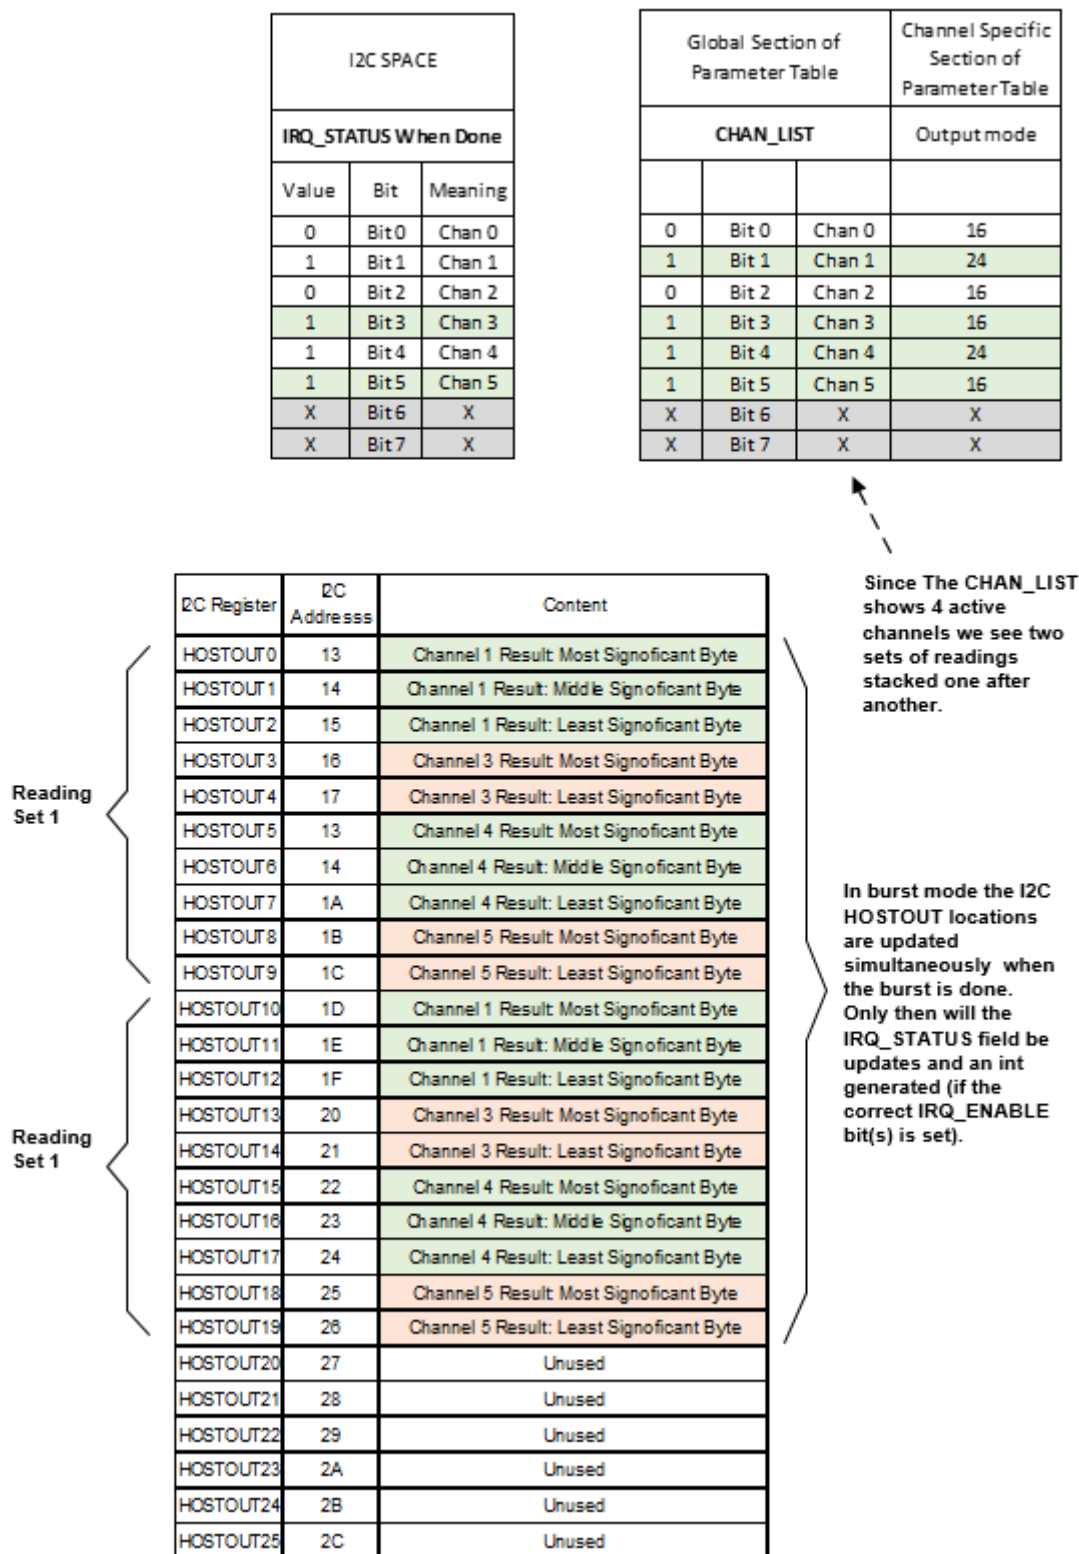 I2C SPACE
IRQ_STATUS When Done
Value Bit Meaning
0 Bit 0 Chan 0
1 Bit 1 Chan 1
0 Bit 2 Chan 2
1 Bit 3 Chan 3
1 Bit 4 Chan 4
1 Bit 5 Chan 5
X Bit 6 X
X Bit 7 X
Global Section of
Parameter Table
Channel Specific
Section of
Parameter Table
CHAN_LIST
Output mode
0 Bit 0 Chan 0 16
1 Bit 1 Chan 1 24
0 Bit 2 Chan 2 16
1 Bit 3 Chan 3 16
1 Bit 4 Chan 4 24
1 Bit 5 Chan 5 16
X Bit 6 X X
X Bit 7 X X
Since The CHAN_LIST
shows 4 active
channels we see two
sets of readings
stacked one after
another.
I2C Register
I2C
Addresss
Content
HOSTOUT0 13 Channel 1 Result: Most Signoficant Byte
HOSTOUT1 14 Channel 1 Result: Middle Signoficant Byte
HOSTOUT2 15 Channel 1 Result: Least Signoficant Byte
HOSTOUT3 16 Channel 3 Result: Most Signoficant Byte
HOSTOUT4 17 Channel 3 Result: Least Signoficant Byte
HOSTOUT5 13 Channel 4 Result: Most Signoficant Byte
HOSTOUT6 14 Channel 4 Result: Middle Signoficant Byte
HOSTOUT7 1A Channel 4 Result: Least Signoficant Byte
HOSTOUT8 1B Channel 5 Result: Most Signoficant Byte
HOSTOUT9 1C Channel 5 Result: Least Signoficant Byte
HOSTOUT10 1D Channel 1 Result: Most Signoficant Byte
HOSTOUT11 1E Channel 1 Result: Middle Signoficant Byte
HOSTOUT12 1F Channel 1 Result: Least Signoficant Byte
HOSTOUT13 20 Channel 3 Result: Most Signoficant Byte
HOSTOUT14 21 Channel 3 Result: Least Signoficant Byte
HOSTOUT15 22 Channel 4 Result: Most Signoficant Byte
HOSTOUT16 23 Channel 4 Result: Middle Signoficant Byte
HOSTOUT17 24 Channel 4 Result: Least Signoficant Byte
HOSTOUT18 25 Channel 5 Result: Most Signoficant Byte
HOSTOUT19 26 Channel 5 Result: Least Signoficant Byte
HOSTOUT20 27 Unused
HOSTOUT21 28 Unused
HOSTOUT22 29 Unused
HOSTOUT23 2A Unused
HOSTOUT24 2B Unused
HOSTOUT25 2C Unused
Reading
Set 1
Reading
Set 1
In burst mode the I2C
HOSTOUT locations
are updated
simultaneously when
the burst is done.
Only then will the
IRQ_STATUS field be
updates and an int
generated (if the
correct IRQ_ENABLE
bit(s) is set).